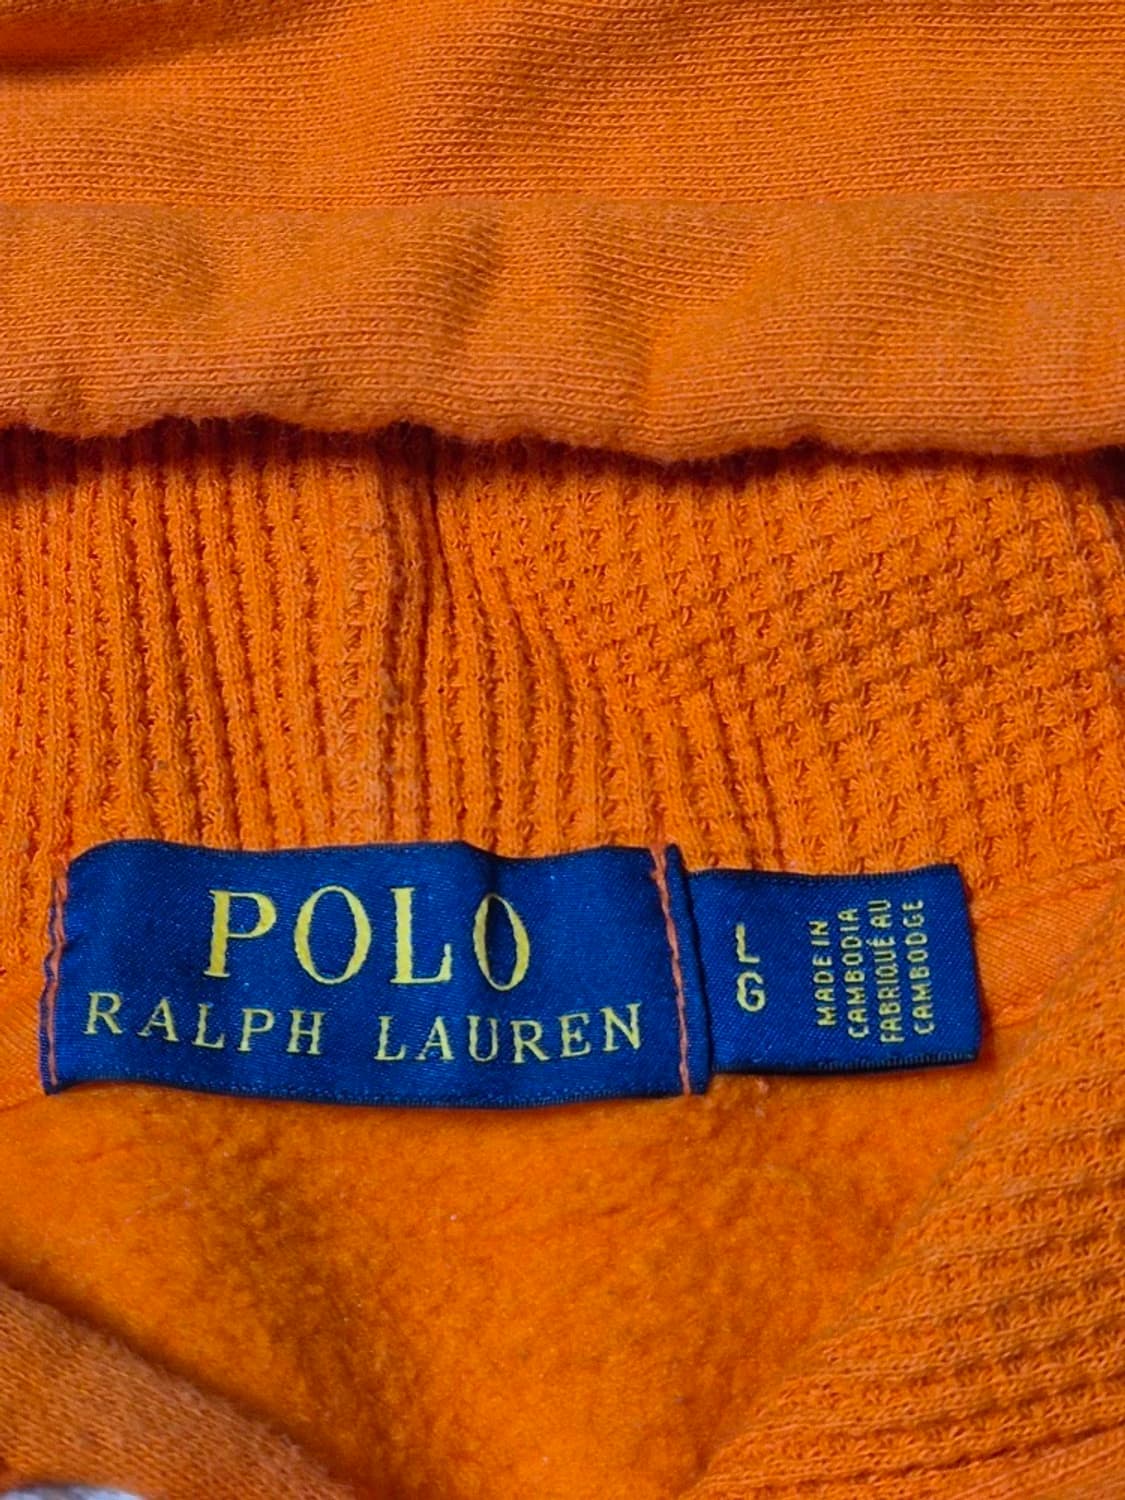 POLO
RALPH LAUREN
L
G
MADE IN
CAMBODIA
FABRIQUÉ AU
CAMBODGE